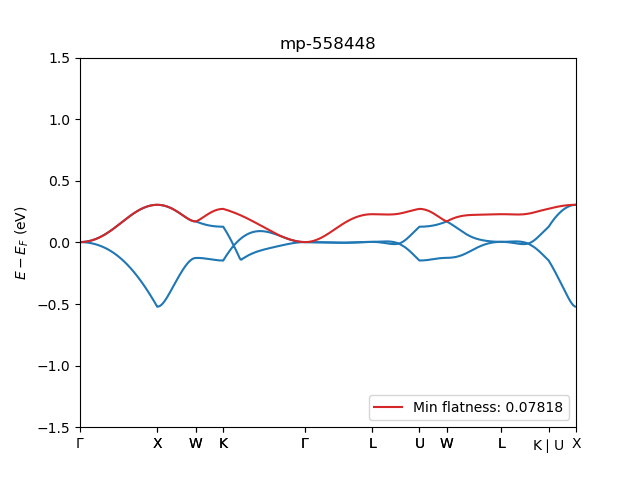 mp-558448
E − E_F (eV)
1.5
1.0
0.5
0.0
−0.5
−1.0
−1.5
Min flatness: 0.07818
Γ X W K Γ L U W L K | U X